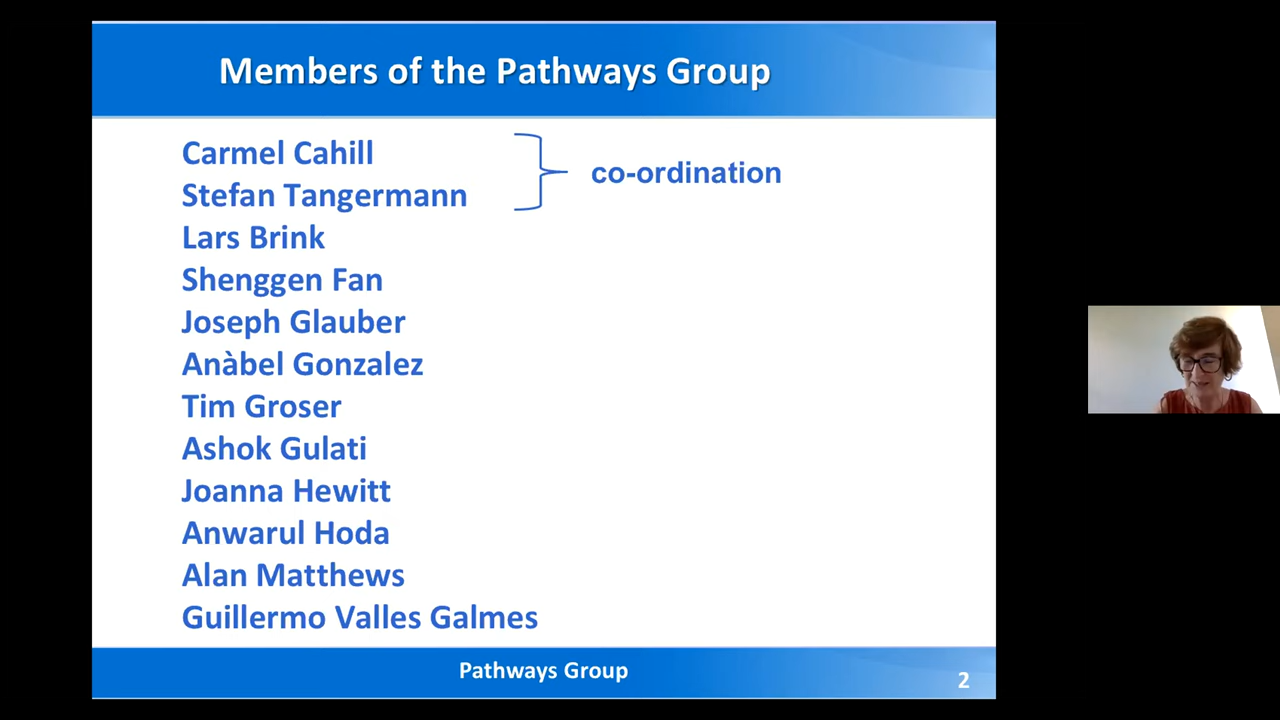 Members of the Pathways Group
Carmel Cahill
Stefan Tangermann
co-ordination
Lars Brink
Shenggen Fan
Joseph Glauber
Anàbel Gonzalez
Tim Groser
Ashok Gulati
Joanna Hewitt
Anwarul Hoda
Alan Matthews
Guillermo Valles Galmes
Pathways Group
2